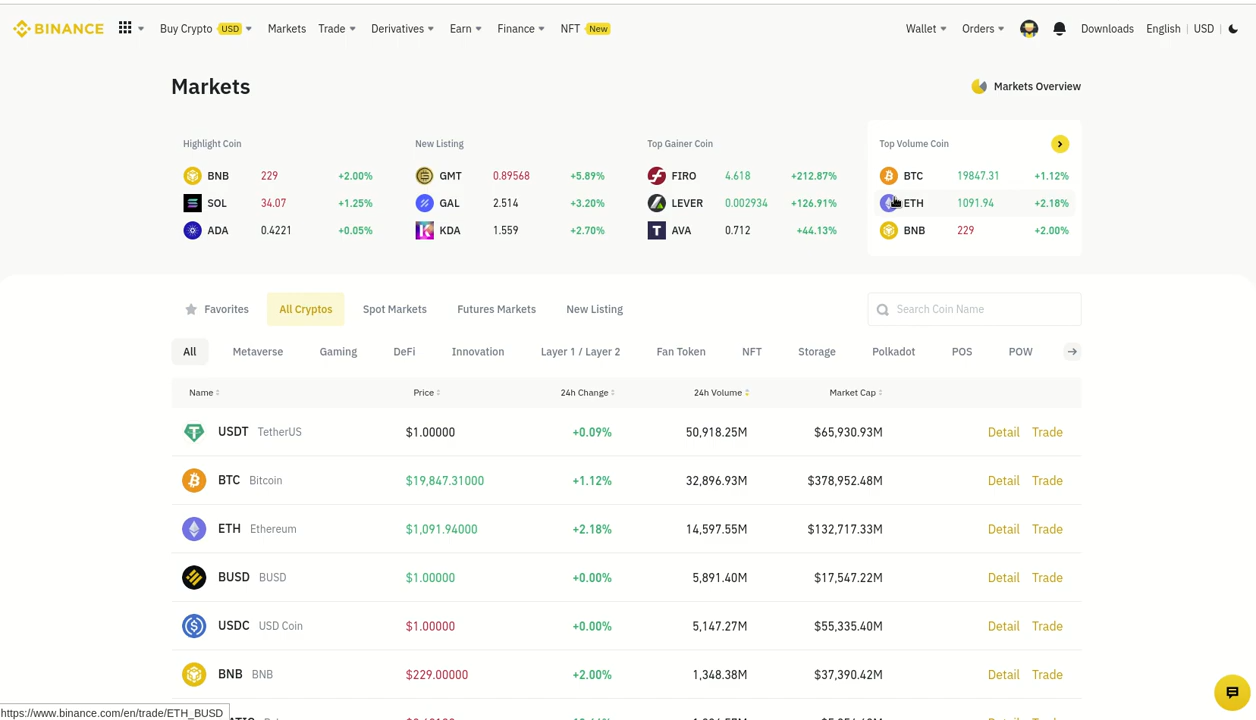 BINANCE Buy Crypto USD Markets Trade Derivatives Earn Finance NFT New Wallet Orders Downloads English | USD |
Markets
Markets Overview
Highlight Coin
BNB 229 +2.00%
SOL 34.07 +1.25%
ADA 0.4221 +0.05%
New Listing
GMT 0.89568 +5.89%
GAL 2.514 +3.20%
KDA 1.559 +2.70%
Top Gainer Coin
FIRO 4.618 +212.87%
LEVER 0.002934 +126.91%
AVA 0.712 +44.13%
Top Volume Coin
BTC 19847.31 +1.12%
ETH 1091.94 +2.18%
BNB 229 +2.00%
Favorites All Cryptos Spot Markets Futures Markets New Listing Search Coin Name
All Metaverse Gaming DeFi Innovation Layer 1 / Layer 2 Fan Token NFT Storage Polkadot POS POW
Name Price 24h Change 24h Volume Market Cap
USDT TetherUS $1.00000 +0.09% 50,918.25M $65,930.93M Detail Trade
BTC Bitcoin $19,847.31000 +1.12% 32,896.93M $378,952.48M Detail Trade
ETH Ethereum $1,091.94000 +2.18% 14,597.55M $132,717.33M Detail Trade
BUSD BUSD $1.00000 +0.00% 5,891.40M $17,547.22M Detail Trade
USDC USD Coin $1.00000 +0.00% 5,147.27M $55,335.40M Detail Trade
BNB BNB $229.00000 +2.00% 1,348.38M $37,390.42M Detail Trade
https://www.binance.com/en/trade/ETH_BUSD